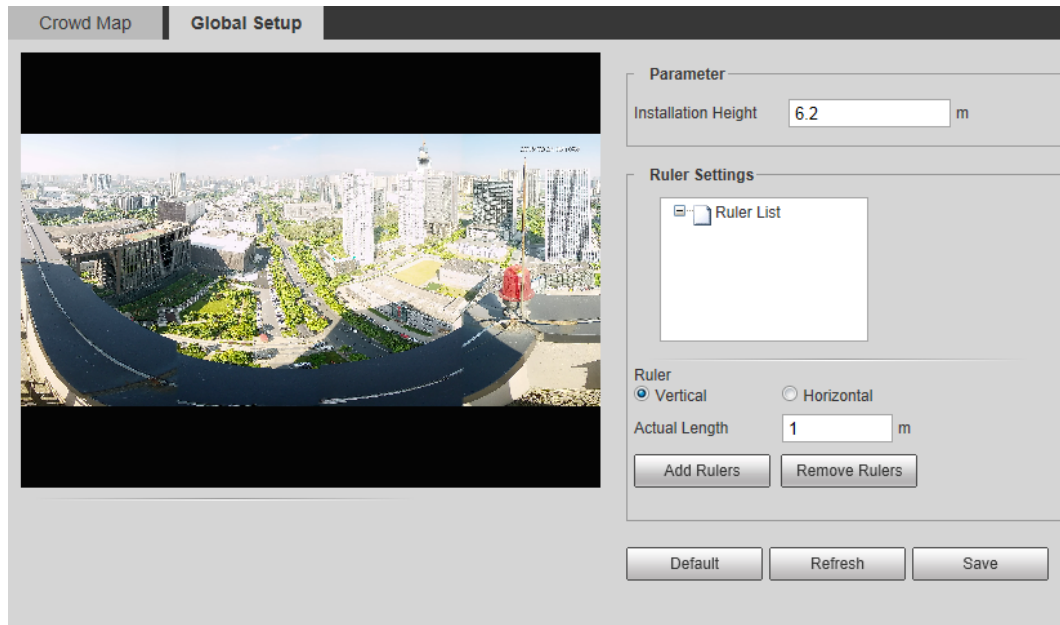 Crowd Map
Global Setup
Parameter
Installation Height 6.2 m
Ruler Settings
Ruler List
Ruler
Vertical Horizontal
Actual Length 1 m
Add Rulers Remove Rulers
Default Refresh Save